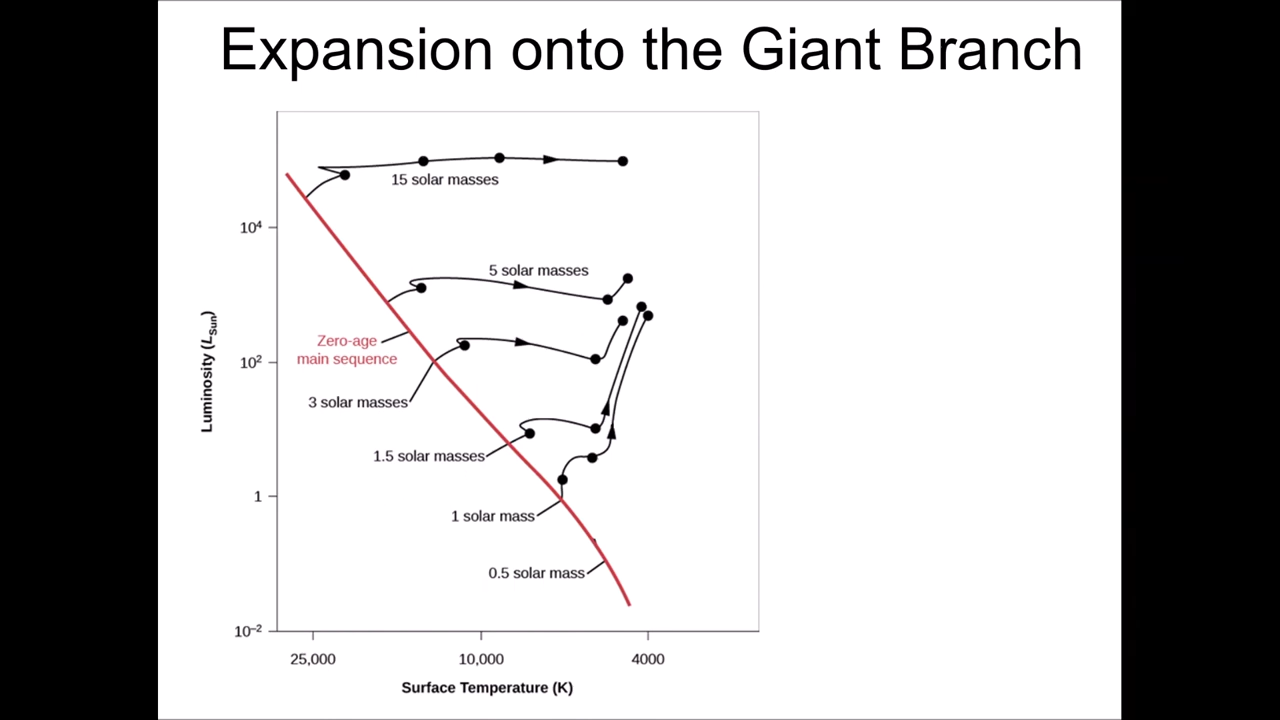 Expansion onto the Giant Branch
15 solar masses
10⁴
5 solar masses
Luminosity (LSun)
Zero-age
main sequence
10²
3 solar masses
1.5 solar masses
1
1 solar mass
0.5 solar mass
10⁻²
25,000
10,000
4000
Surface Temperature (K)